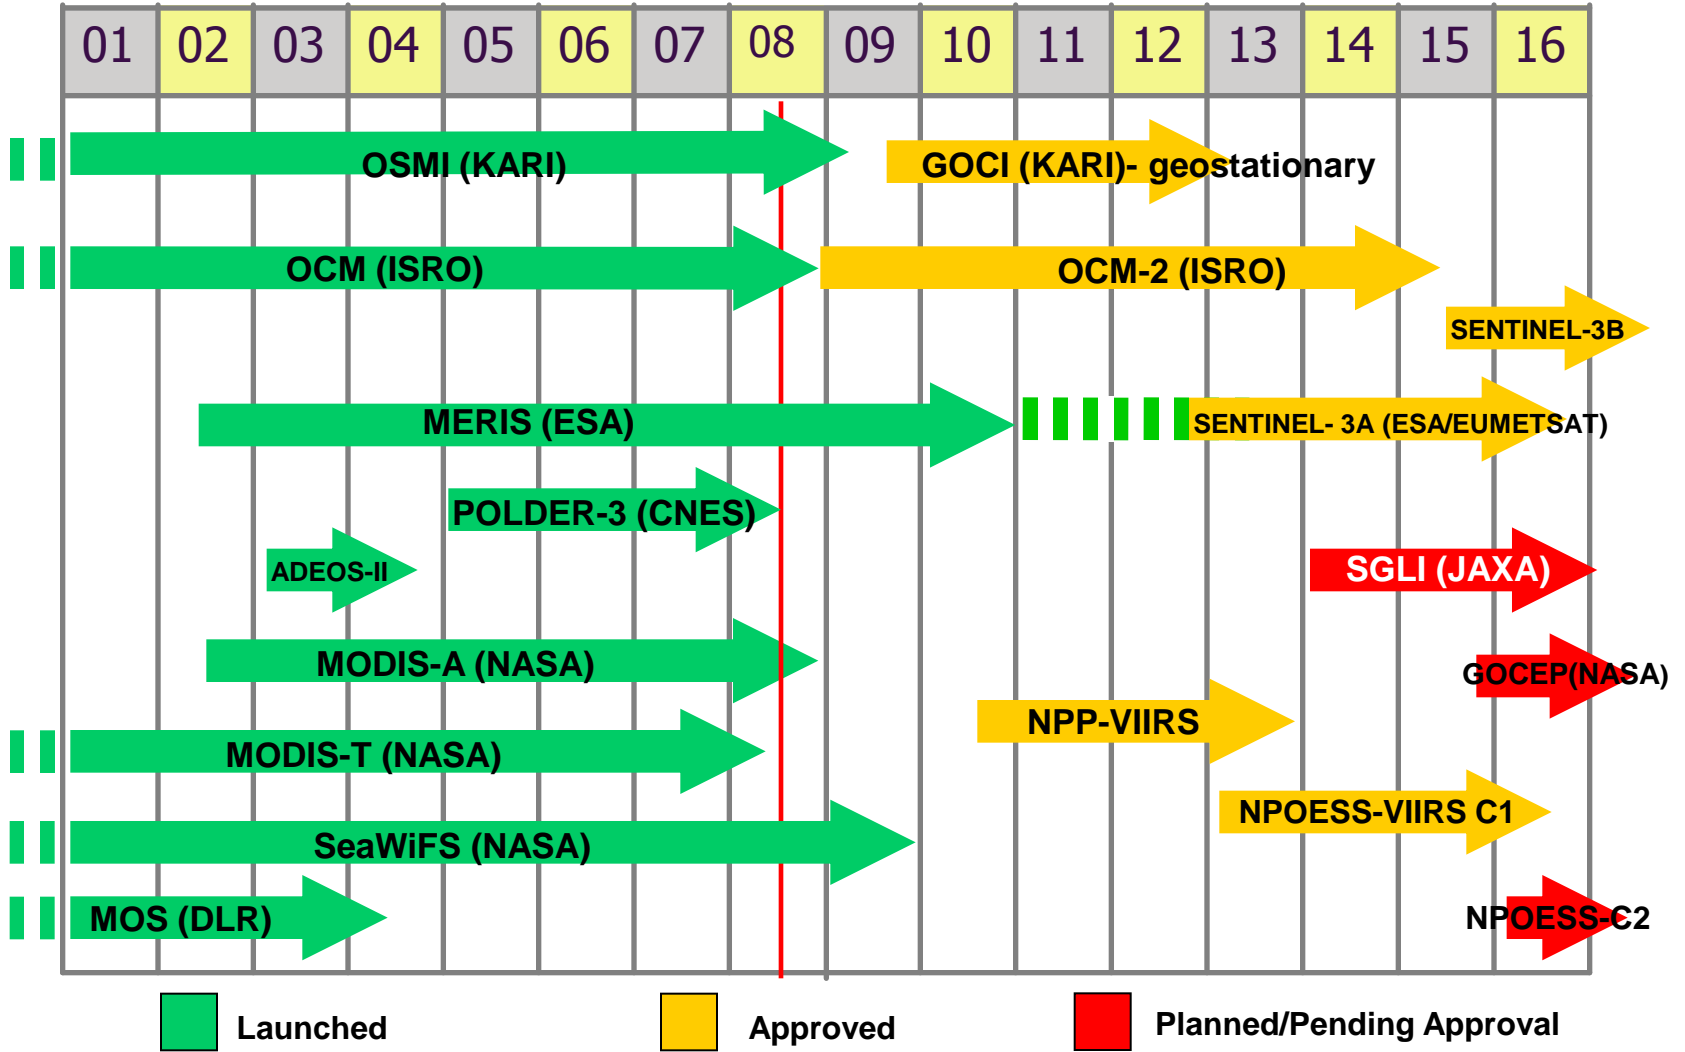 01 02 03 04 05 06 07 08 09 10 11 12 13 14 15 16
OSMI (KARI)
GOCI (KARI)- geostationary
OCM (ISRO)
OCM-2 (ISRO)
SENTINEL-3B
MERIS (ESA)
SENTINEL- 3A (ESA/EUMETSAT)
POLDER-3 (CNES)
ADEOS-II
SGLI (JAXA)
MODIS-A (NASA)
GOCEP(NASA)
NPP-VIIRS
MODIS-T (NASA)
NPOESS-VIIRS C1
SeaWiFS (NASA)
MOS (DLR)
NPOESS-C2
Launched
Approved
Planned/Pending Approval